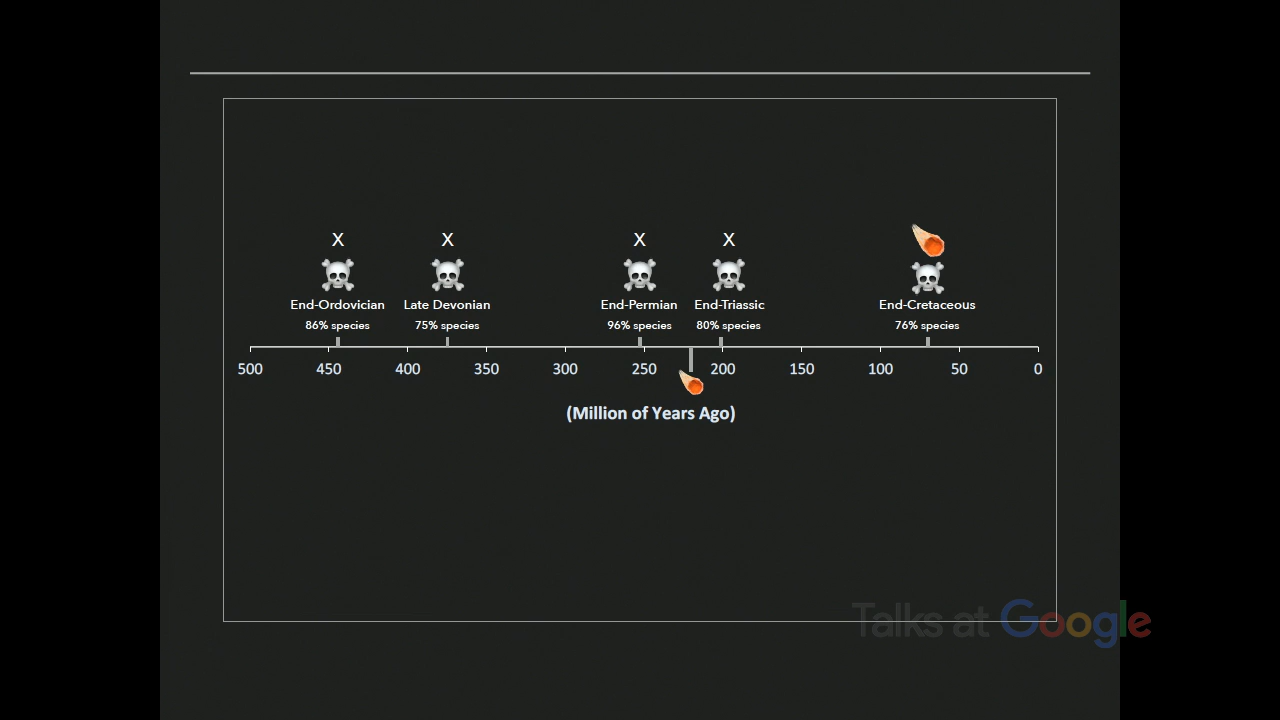 X X X X
End-Ordovician Late Devonian End-Permian End-Triassic End-Cretaceous
86% species 75% species 96% species 80% species 76% species
500 450 400 350 300 250 200 150 100 50 0
(Million of Years Ago)
Talks at Google